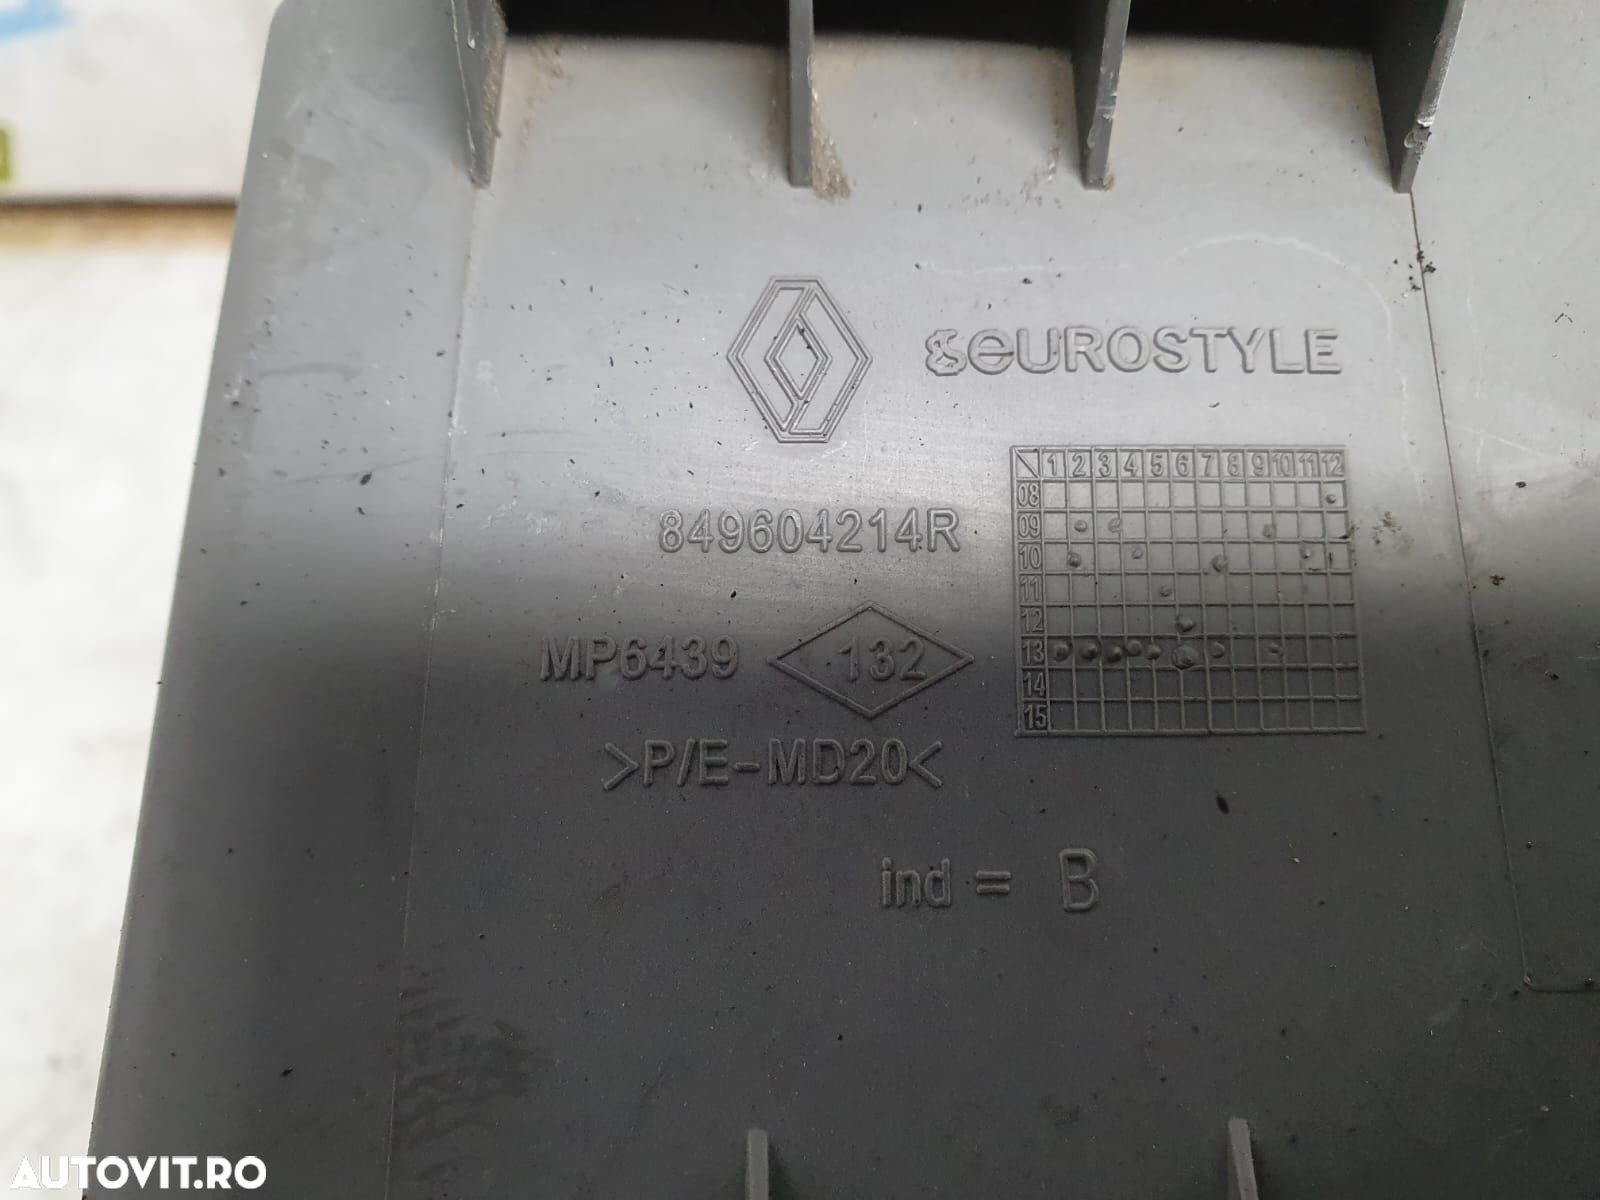 eUROSTYLE
1 2 3 4 5 6 7 8 9 10 11 12
08
09
10
11
12
13
14
15
849604214R
MP6439 132
>P/E-MD20<
ind = B
AUTOVIT.RO